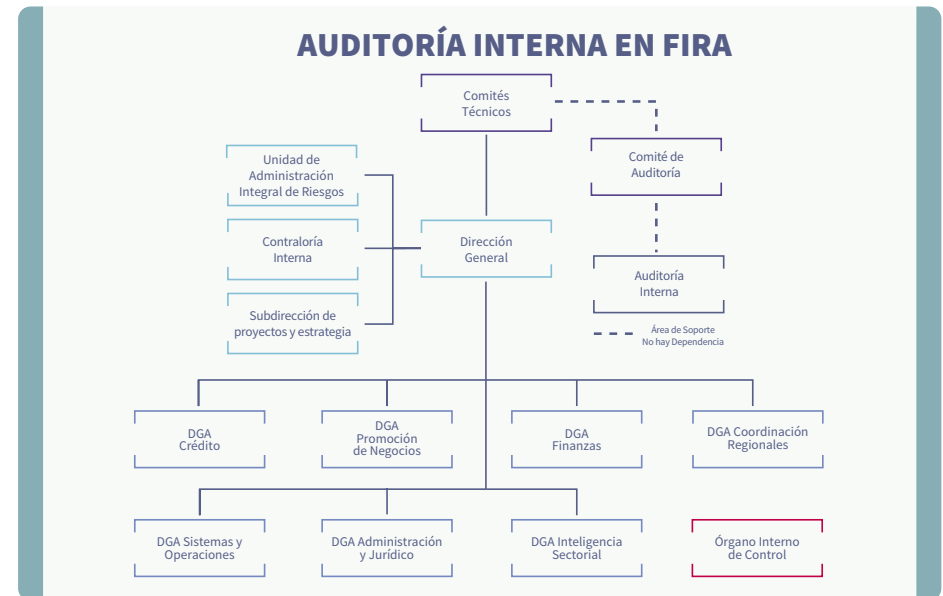 AUDITORÍA INTERNA EN FIRA
Comités
Técnicos
Comité de
Auditoría
Unidad de
Administración
Integral de Riesgos
Contraloría
Interna
Dirección
General
Auditoría
Interna
Subdirección de
proyectos y estrategia
Área de Soporte
No hay Dependencia
DGA
Crédito
DGA
Promoción
de Negocios
DGA
Finanzas
DGA Coordinación
Regionales
DGA Sistemas y
Operaciones
DGA Administración
y Jurídico
DGA Inteligencia
Sectorial
Órgano Interno
de Control